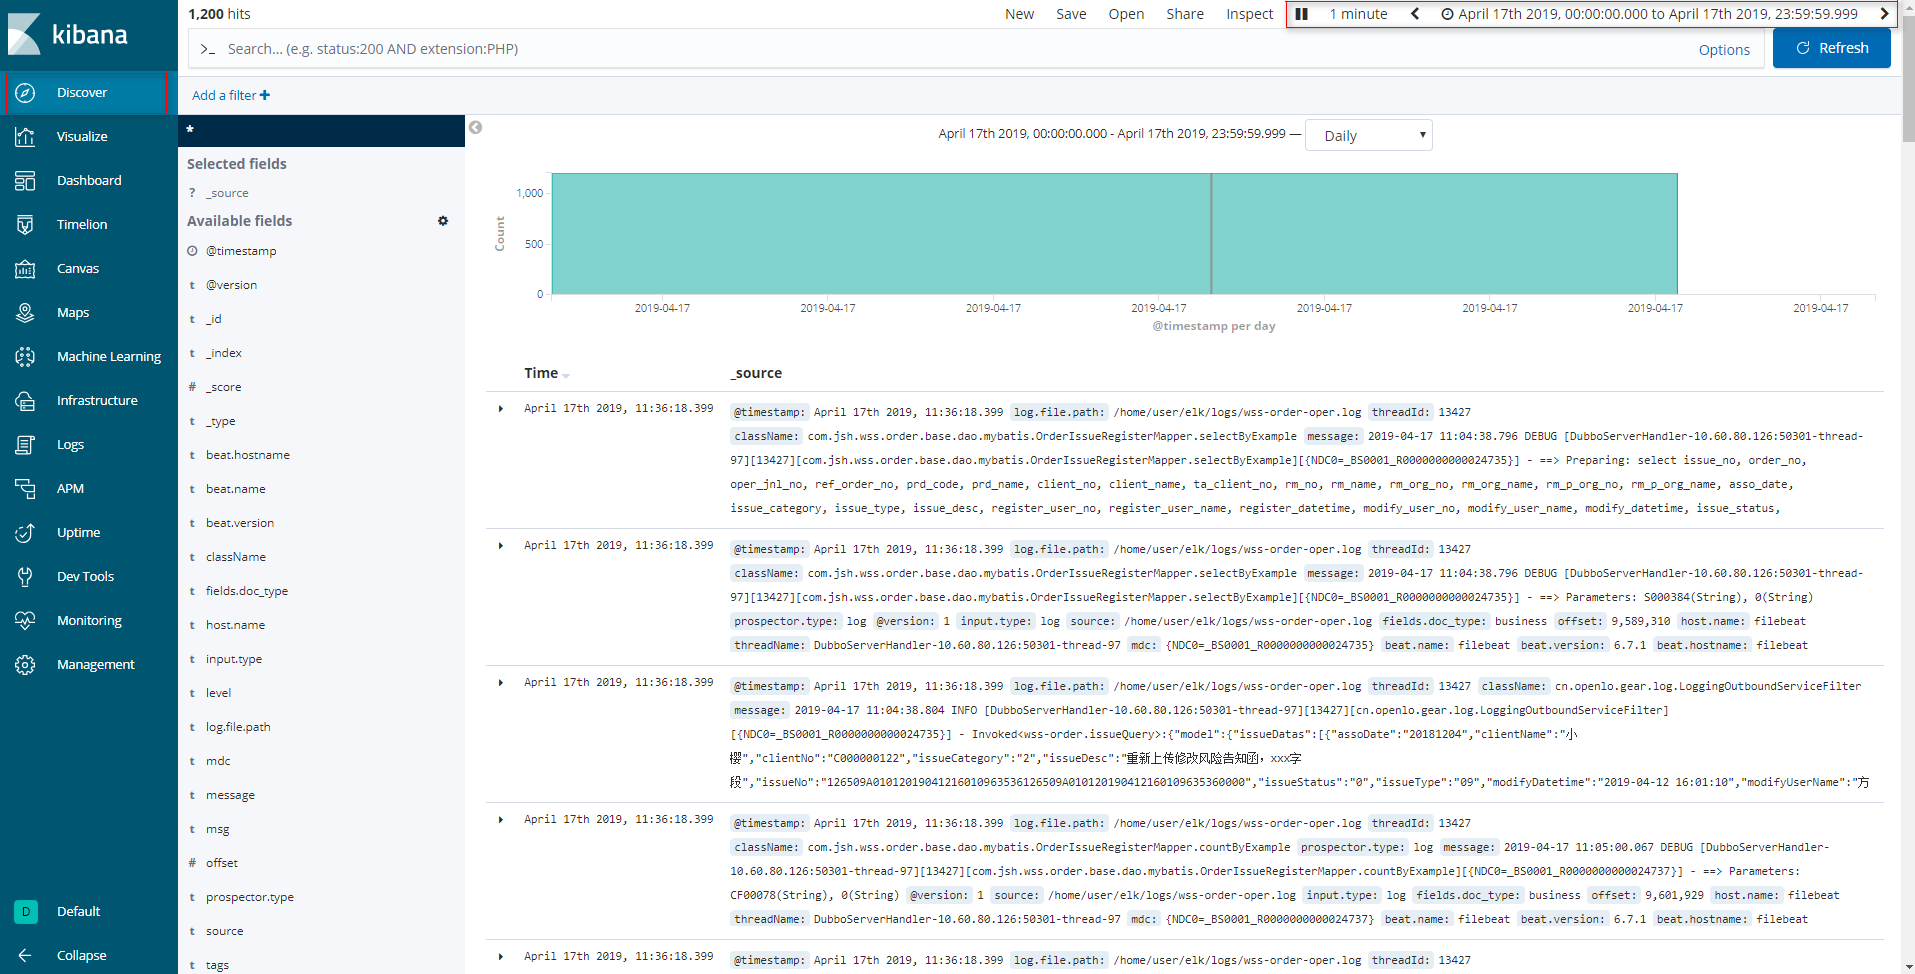 kibana
Discover
Visualize
Dashboard
Timelion
Canvas
Maps
Machine Learning
Infrastructure
Logs
APM
Uptime
Dev Tools
Monitoring
Management
D Default
Collapse
1,200 hits
New Save Open Share Inspect 1 minute April 17th 2019, 00:00:00.000 to April 17th 2019, 23:59:59.999
>_ Search... (e.g. status:200 AND extension:PHP) Options Refresh
Add a filter +
*
Selected fields
? _source
Available fields
@timestamp
t @version
t _id
t _index
# _score
t _type
t beat.hostname
t beat.name
t beat.version
t className
t fields.doc_type
t host.name
t input.type
t level
t log.file.path
t mdc
t message
t msg
# offset
t prospector.type
t source
t tags
April 17th 2019, 00:00:00.000 - April 17th 2019, 23:59:59.999 — Daily
1,000
500
0
Count
2019-04-17 2019-04-17 2019-04-17 2019-04-17 2019-04-17 2019-04-17 2019-04-17 2019-04-17
@timestamp per day
Time _source
April 17th 2019, 11:36:18.399 @timestamp: April 17th 2019, 11:36:18.399 log.file.path: /home/user/elk/logs/wss-order-oper.log threadId: 13427
className: com.jsh.wss.order.base.dao.mybatis.OrderIssueRegisterMapper.selectByExample message: 2019-04-17 11:04:38.796 DEBUG [DubboServerHandler-10.60.80.126:50301-thread-
97][13427][com.jsh.wss.order.base.dao.mybatis.OrderIssueRegisterMapper.selectByExample][{NDC0=_BS0001_R0000000000024735}] - ==> Preparing: select issue_no, order_no,
oper_jnl_no, ref_order_no, prd_code, prd_name, client_no, client_name, ta_client_no, rm_no, rm_name, rm_org_no, rm_org_name, rm_p_org_no, rm_p_org_name, asso_date,
issue_category, issue_type, issue_desc, register_user_no, register_user_name, register_datetime, modify_user_no, modify_user_name, modify_datetime, issue_status,
April 17th 2019, 11:36:18.399 @timestamp: April 17th 2019, 11:36:18.399 log.file.path: /home/user/elk/logs/wss-order-oper.log threadId: 13427
className: com.jsh.wss.order.base.dao.mybatis.OrderIssueRegisterMapper.selectByExample message: 2019-04-17 11:04:38.796 DEBUG [DubboServerHandler-10.60.80.126:50301-thread-
97][13427][com.jsh.wss.order.base.dao.mybatis.OrderIssueRegisterMapper.selectByExample][{NDC0=_BS0001_R0000000000024735}] - ==> Parameters: S000384(String), 0(String)
prospector.type: log @version: 1 input.type: log source: /home/user/elk/logs/wss-order-oper.log fields.doc_type: business offset: 9,589,310 host.name: filebeat
threadName: DubboServerHandler-10.60.80.126:50301-thread-97 mdc: {NDC0=_BS0001_R0000000000024735} beat.name: filebeat beat.version: 6.7.1 beat.hostname: filebeat
April 17th 2019, 11:36:18.399 @timestamp: April 17th 2019, 11:36:18.399 log.file.path: /home/user/elk/logs/wss-order-oper.log threadId: 13427 className: cn.openlo.gear.log.LoggingOutboundServiceFilter
message: 2019-04-17 11:04:38.804 INFO [DubboServerHandler-10.60.80.126:50301-thread-97][13427][cn.openlo.gear.log.LoggingOutboundServiceFilter]
[{NDC0=_BS0001_R0000000000024735}] - Invoked<wss-order.issueQuery>:{"model":{"issueDatas":[{"assoDate":"20181204","clientName":"小
樱","clientNo":"C000000122","issueCategory":"2","issueDesc":"重新上传修改风险告知函，xxx字
段","issueNo":"126509A01012019041216010963536126509A010120190412160109635360000","issueStatus":"0","issueType":"09","modifyDatetime":"2019-04-12 16:01:10","modifyUserName":"方
April 17th 2019, 11:36:18.399 @timestamp: April 17th 2019, 11:36:18.399 log.file.path: /home/user/elk/logs/wss-order-oper.log threadId: 13427
className: com.jsh.wss.order.base.dao.mybatis.OrderIssueRegisterMapper.countByExample prospector.type: log message: 2019-04-17 11:05:00.067 DEBUG [DubboServerHandler-
10.60.80.126:50301-thread-97][13427][com.jsh.wss.order.base.dao.mybatis.OrderIssueRegisterMapper.countByExample][{NDC0=_BS0001_R0000000000024737}] - ==> Parameters:
CF00078(String), 0(String) @version: 1 source: /home/user/elk/logs/wss-order-oper.log input.type: log fields.doc_type: business offset: 9,601,929 host.name: filebeat
threadName: DubboServerHandler-10.60.80.126:50301-thread-97 mdc: {NDC0=_BS0001_R0000000000024737} beat.name: filebeat beat.version: 6.7.1 beat.hostname: filebeat
April 17th 2019, 11:36:18.399 @timestamp: April 17th 2019, 11:36:18.399 log.file.path: /home/user/elk/logs/wss-order-oper.log threadId: 13427